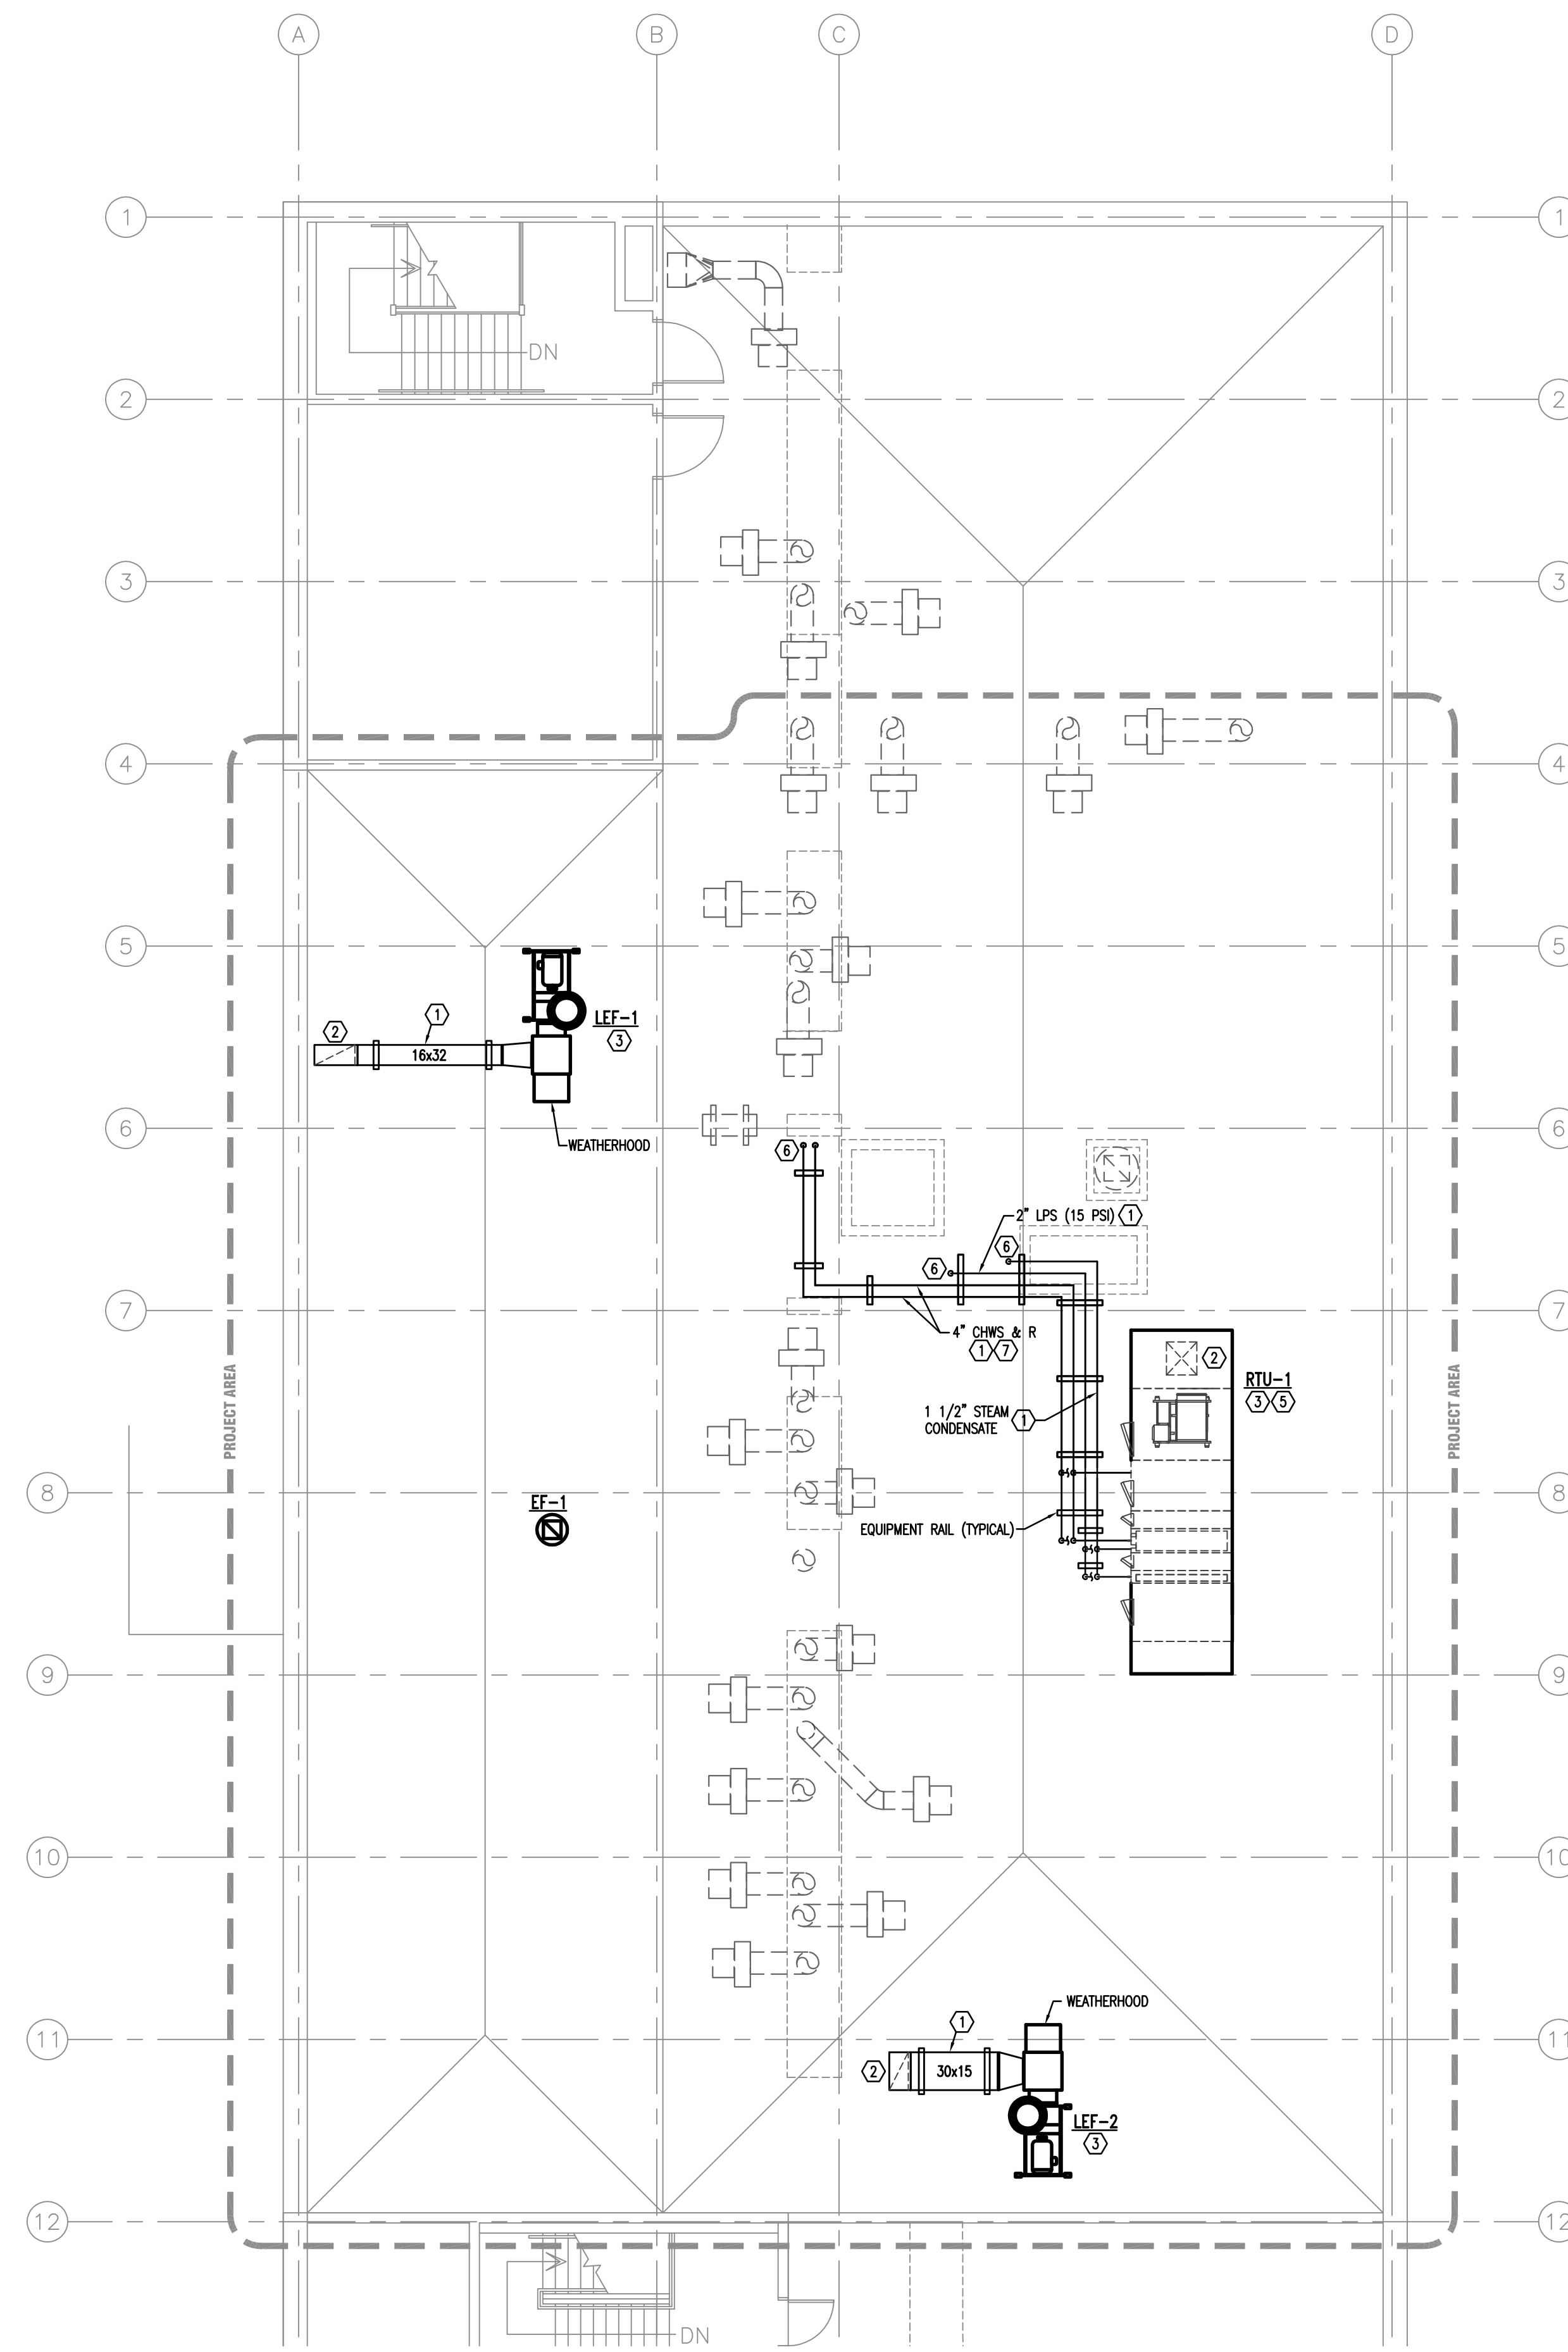 A
B
C
D
1
1
DN
2
2
3
3
4
4
5
5
LEF-1
3
1
2
16x32
6
6
WEATHERHOOD
6
2" LPS (15 PSI)
1
6
6
7
7
4" CHWS & R
1
7
2
RTU-1
3
5
PROJECT AREA
PROJECT AREA
1 1/2" STEAM
CONDENSATE
1
8
8
EF-1
EQUIPMENT RAIL (TYPICAL)
9
9
10
10
WEATHERHOOD
11
11
1
2
30x15
LEF-2
3
12
12
DN